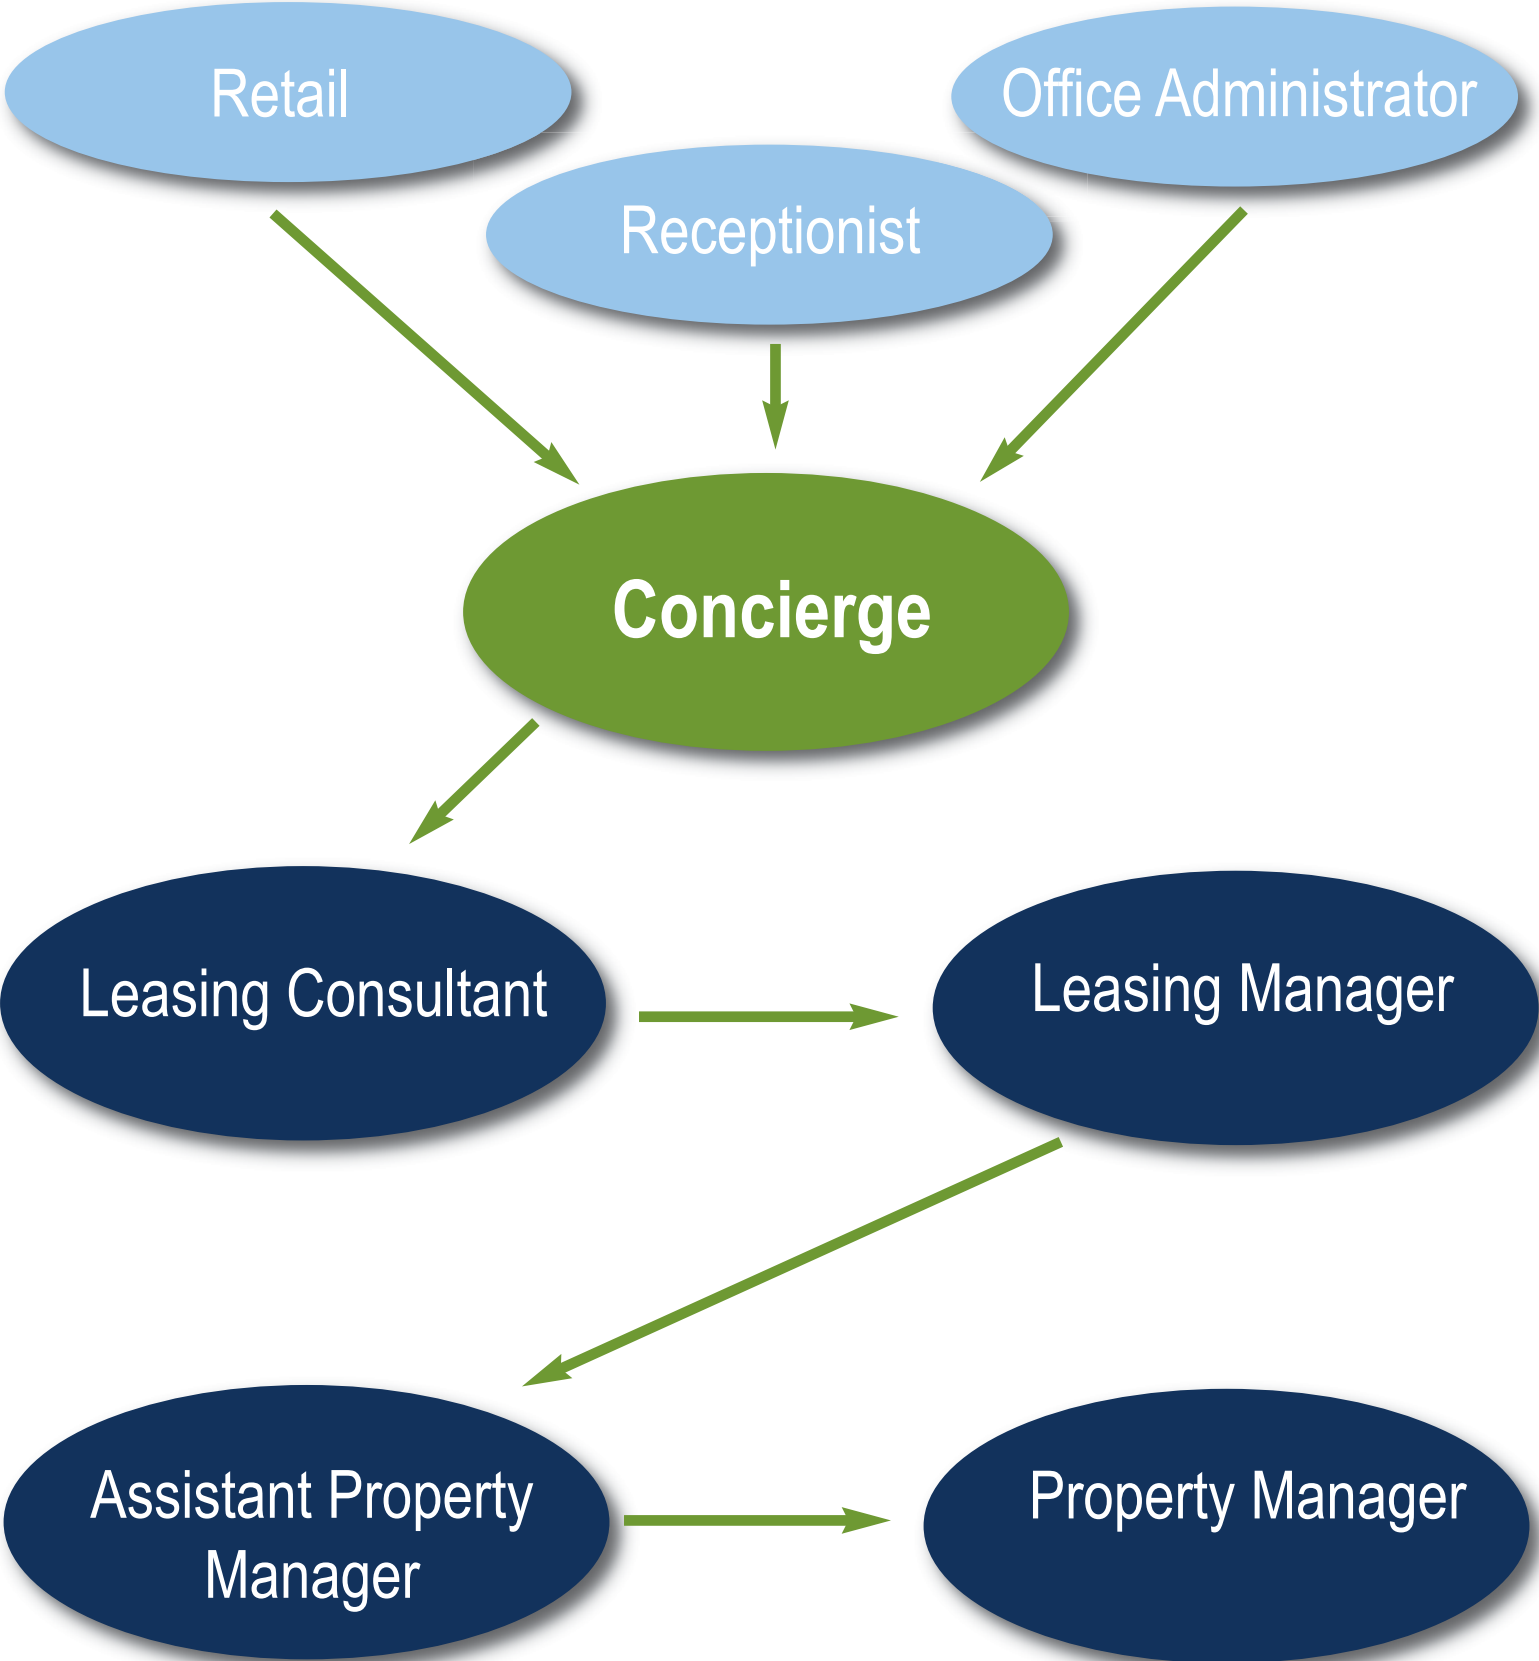 Retail
Office Administrator
Receptionist
Concierge
Leasing Consultant
Leasing Manager
Assistant Property
Manager
Property Manager